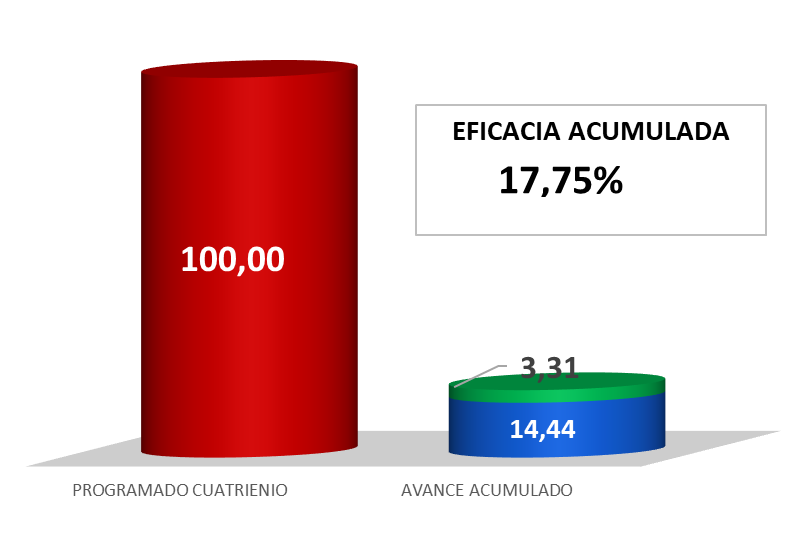 EFICACIA ACUMULADA
17,75%
100,00
3,31
14,44
PROGRAMADO CUATRIENIO
AVANCE ACUMULADO